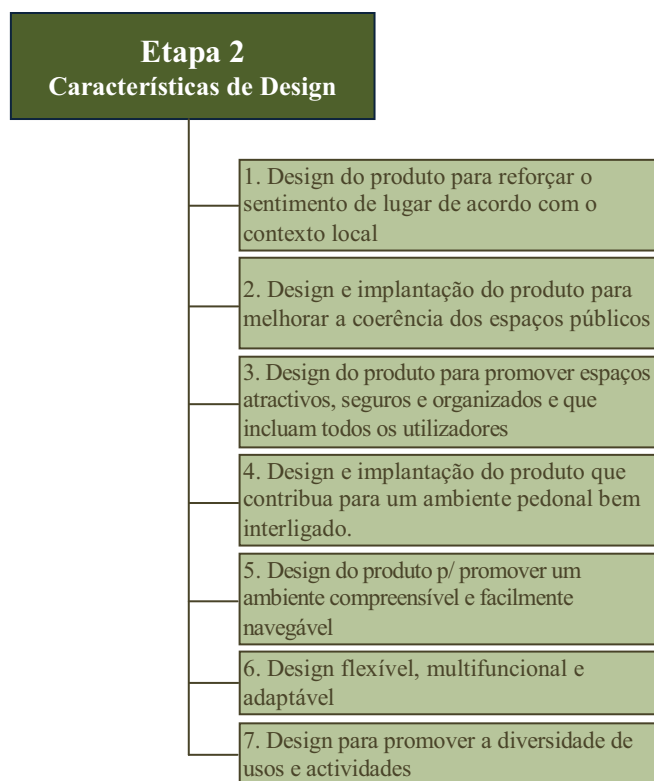 Etapa 2
Características de Design
1. Design do produto para reforçar o
sentimento de lugar de acordo com o
contexto local
2. Design e implantação do produto para
melhorar a coerência dos espaços públicos
3. Design do produto para promover espaços
atractivos, seguros e organizados e que
incluam todos os utilizadores
4. Design e implantação do produto que
contribua para um ambiente pedonal bem
interligado.
5. Design do produto p/ promover um
ambiente compreensível e facilmente
navegável
6. Design flexível, multifuncional e
adaptável
7. Design para promover a diversidade de
usos e actividades